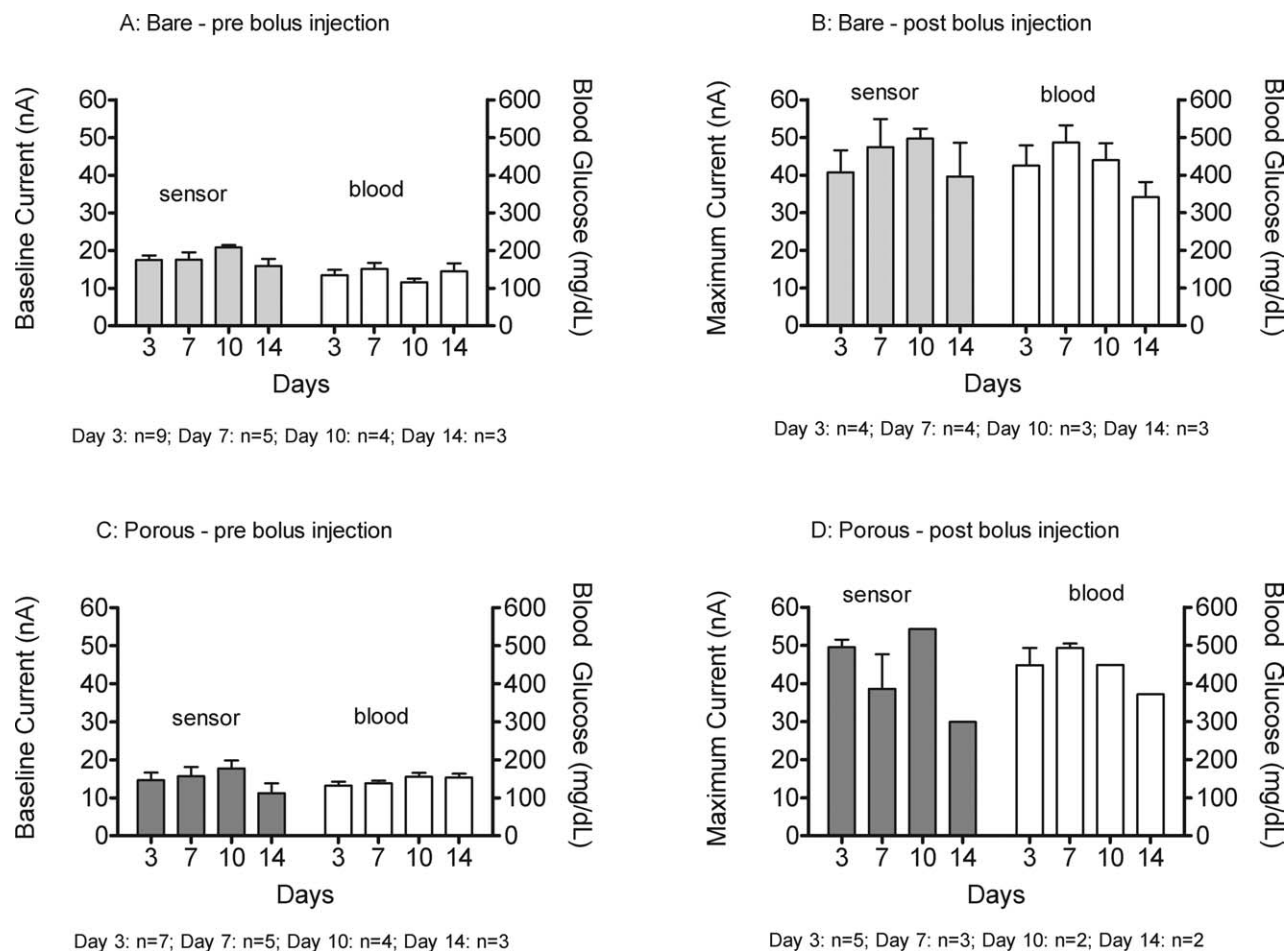 A: Bare - pre bolus injection
Baseline Current (nA)
60
50
40
30
20
10
0
sensor
blood
600
500
400
300
200
100
0
Blood Glucose (mg/dL)
3 7 10 14 3 7 10 14
Days
Day 3: n=9; Day 7: n=5; Day 10: n=4; Day 14: n=3
B: Bare - post bolus injection
Maximum Current (nA)
60
50
40
30
20
10
0
sensor
blood
600
500
400
300
200
100
0
Blood Glucose (mg/dL)
3 7 10 14 3 7 10 14
Days
Day 3: n=4; Day 7: n=4; Day 10: n=3; Day 14: n=3
C: Porous - pre bolus injection
Baseline Current (nA)
60
50
40
30
20
10
0
sensor
blood
600
500
400
300
200
100
0
Blood Glucose (mg/dL)
3 7 10 14 3 7 10 14
Days
Day 3: n=7; Day 7: n=5; Day 10: n=4; Day 14: n=3
D: Porous - post bolus injection
Maximum Current (nA)
60
50
40
30
20
10
0
sensor
blood
600
500
400
300
200
100
0
Blood Glucose (mg/dL)
3 7 10 14 3 7 10 14
Days
Day 3: n=5; Day 7: n=3; Day 10: n=2; Day 14: n=2